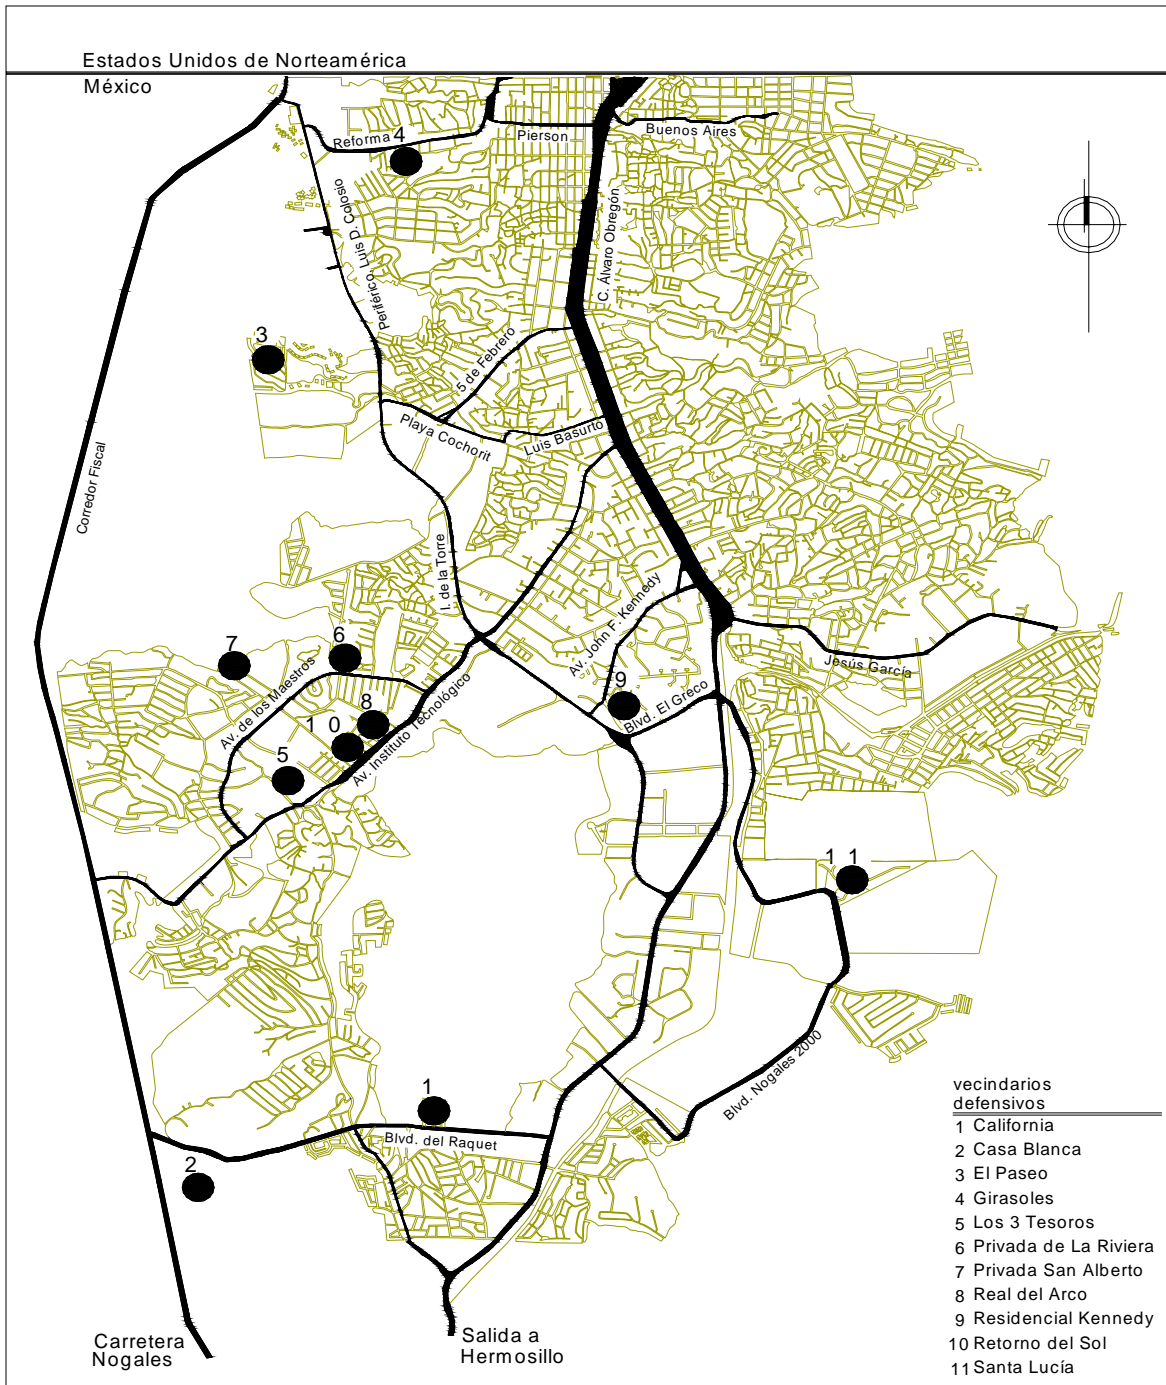 Estados Unidos de Norteamérica
México
Reforma
4
Pierson
Buenos Aires
Periférico. Luis D. Colosio
C. Álvaro Obregón
3
5 de Febrero
Playa Cochorit
Luis Basurto
Corredor Fiscal
I. de la Torre
Av. John F. Kennedy
7
6
Jesús García
Av. de los Maestros
9
8
Blvd. El Greco
1 0
Av. Instituto Tecnológico
5
1 1
Blvd. Nogales 2000
1
Blvd. del Raquet
2
Carretera
Nogales
Salida a
Hermosillo
vecindarios
defensivos
1 California
2 Casa Blanca
3 El Paseo
4 Girasoles
5 Los 3 Tesoros
6 Privada de La Riviera
7 Privada San Alberto
8 Real del Arco
9 Residencial Kennedy
10 Retorno del Sol
11 Santa Lucía